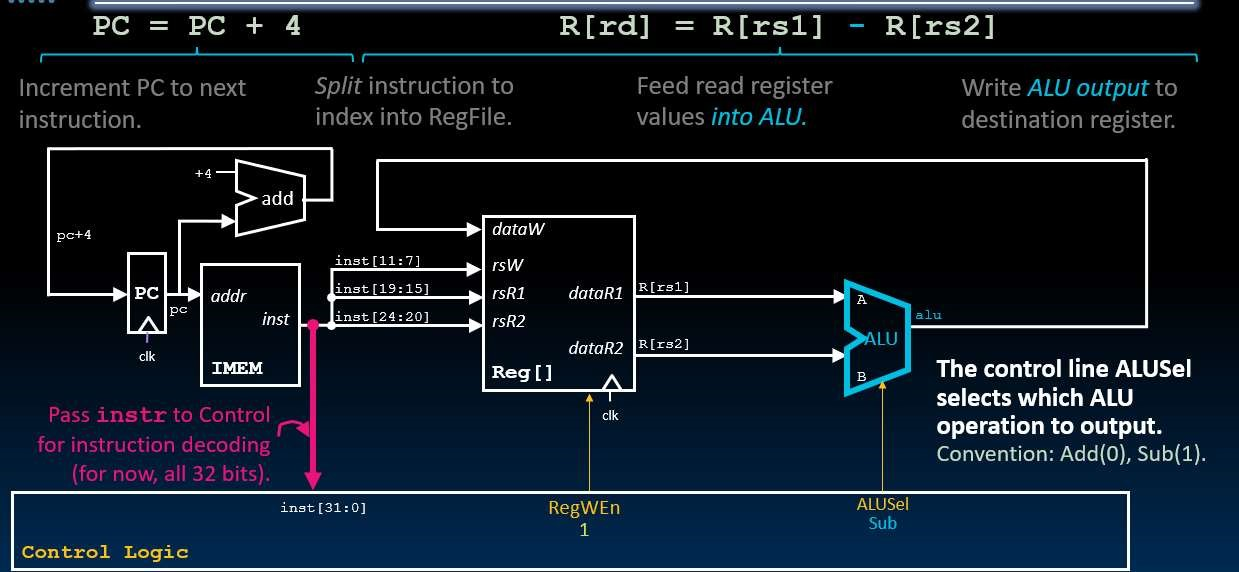 PC = PC + 4
R[rd] = R[rs1] - R[rs2]
Increment PC to next
instruction.
Split instruction to
index into RegFile.
Feed read register
values into ALU.
Write ALU output to
destination register.
+4
add
pc+4
PC
pc
clk
addr
inst
IMEM
inst[11:7]
inst[19:15]
inst[24:20]
dataW
rsW
rsR1
rsR2
dataR1
dataR2
Reg[]
clk
R[rs1]
R[rs2]
A
ALU
B
alu
The control line ALUSel
selects which ALU
operation to output.
Convention: Add(0), Sub(1).
Pass instr to Control
for instruction decoding
(for now, all 32 bits).
inst[31:0]
RegWEn
1
ALUSel
Sub
Control Logic